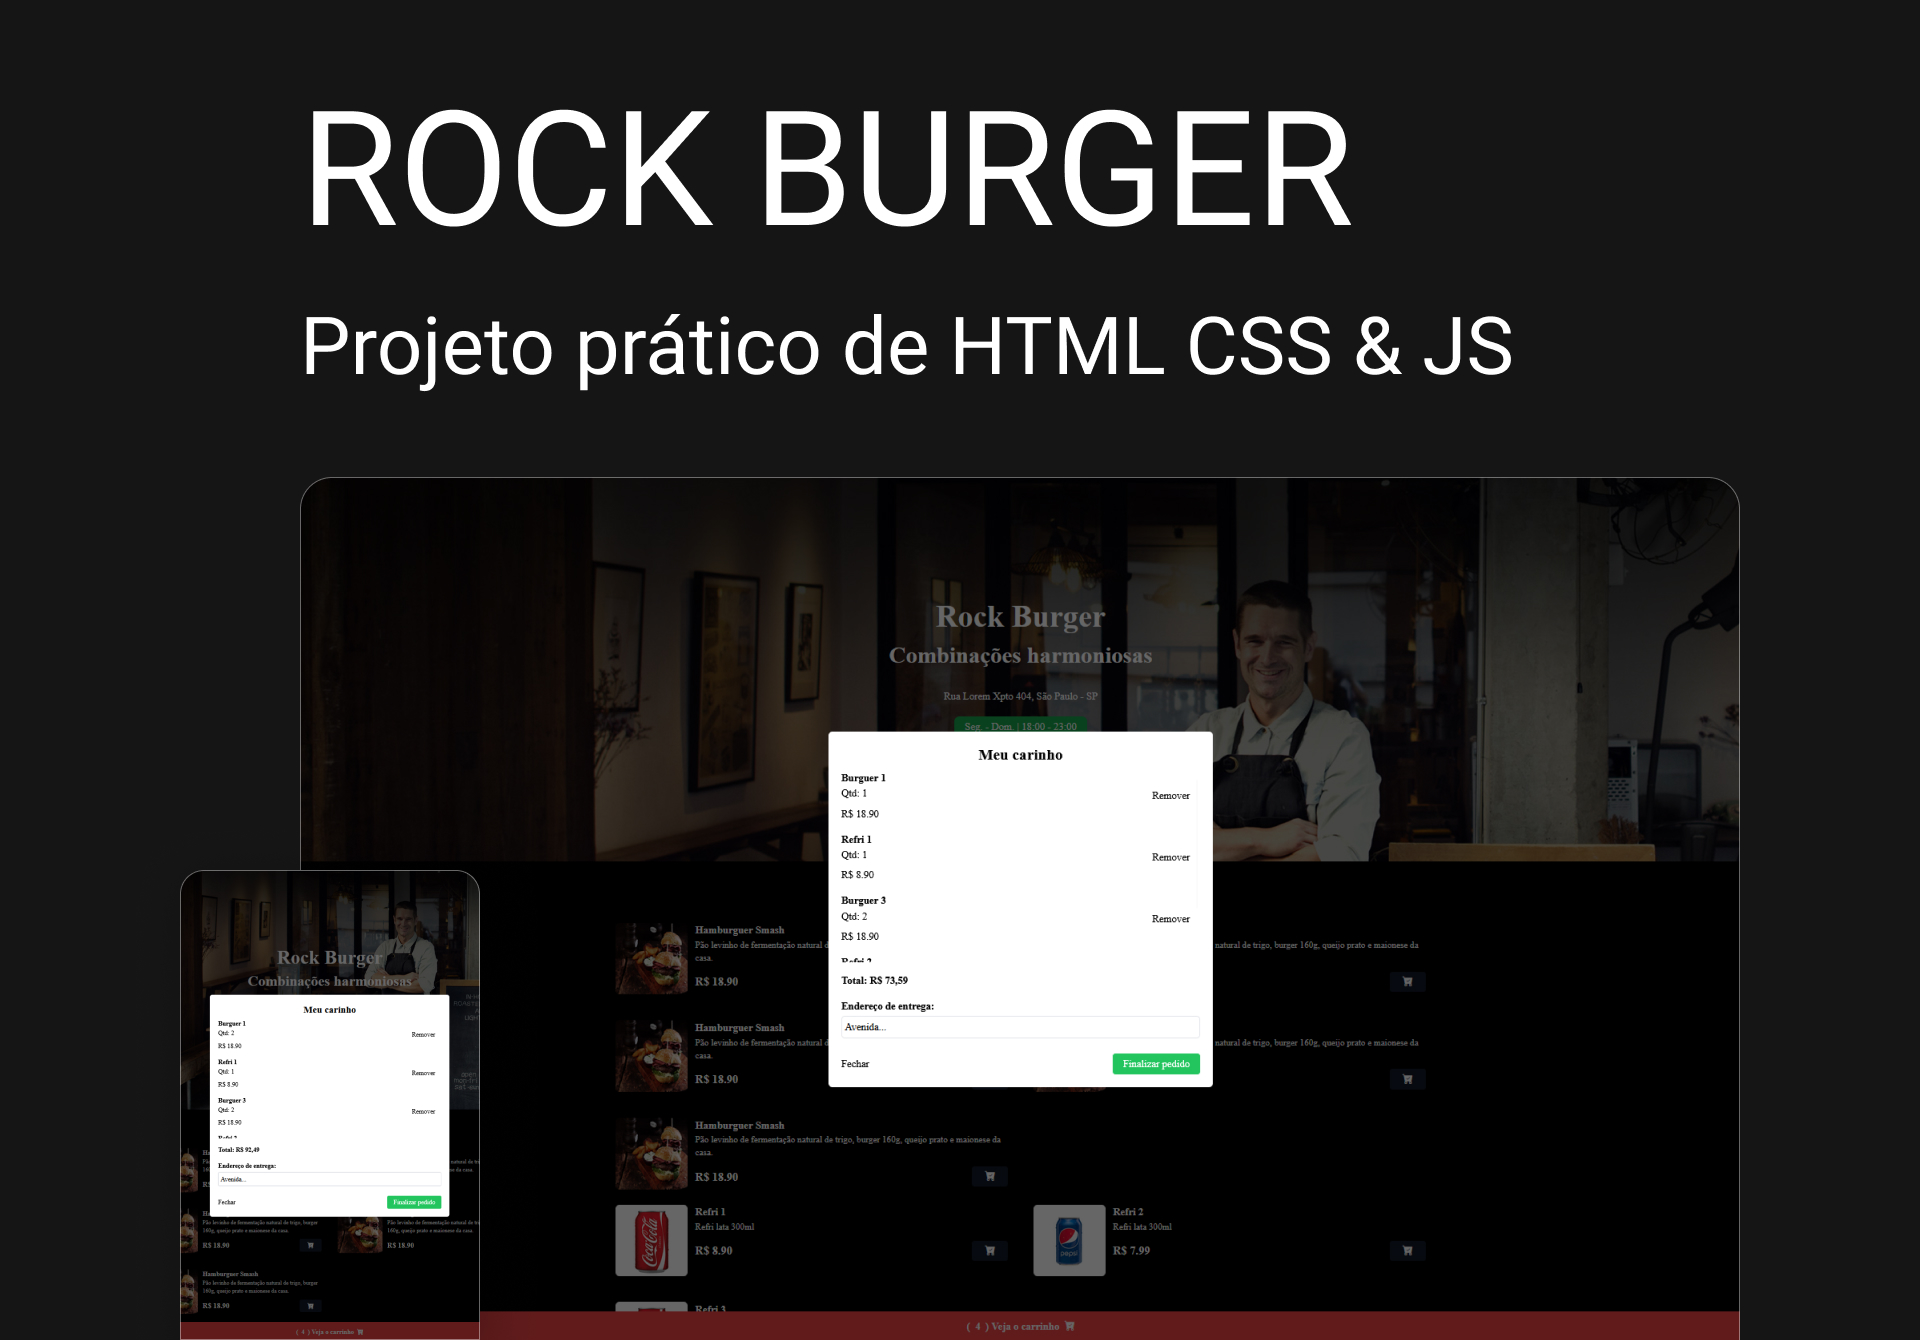 ROCK BURGER
Projeto prático de HTML CSS & JS
Rock Burger
Combinações harmoniosas
Rua Lorem Xpto 404, São Paulo - SP
Seg. - Dom. | 18:00 - 23:00
Meu carinho
Burguer 1
Qtd: 1
Remover
R$ 18.90
Refri 1
Qtd: 1
Remover
R$ 8.90
Burguer 3
Qtd: 2
Remover
R$ 18.90
Refri 2
Total: R$ 73,59
Endereço de entrega:
Avenida...
Fechar
Finalizar pedido
Hamburguer Smash
Pão levinho de fermentação natural d
casa.
R$ 18.90
natural de trigo, burger 160g, queijo prato e maionese da
Hamburguer Smash
Pão levinho de fermentação natural d
casa.
R$ 18.90
natural de trigo, burger 160g, queijo prato e maionese da
Hamburguer Smash
Pão levinho de fermentação natural de trigo, burger 160g, queijo prato e maionese da
casa.
R$ 18.90
Refri 1
Refri lata 300ml
R$ 8.90
Coca-Cola
Refri 2
Refri lata 300ml
R$ 7.99
pepsi
Refri 3
( 4 ) Veja o carrinho
Rock Burger
Combinações harmoniosas
Meu carinho
Burguer 1
Qtd: 2
Remover
R$ 18.90
Refri 1
Qtd: 1
Remover
R$ 8.90
Burguer 3
Qtd: 2
Remover
R$ 18.90
Refri 2
Total: R$ 92,49
Endereço de entrega:
Avenida...
Fechar
Finalizar pedido
Pão levinho de fermentação natural de trigo, burger
160g, queijo prato e maionese da casa.
R$ 18.90
Pão levinho de fermentação natural de tri
160g, queijo prato e maionese da casa.
R$ 18.90
Hamburguer Smash
Pão levinho de fermentação natural de trigo, burger
160g, queijo prato e maionese da casa.
R$ 18.90
( 4 ) Veja o carrinho